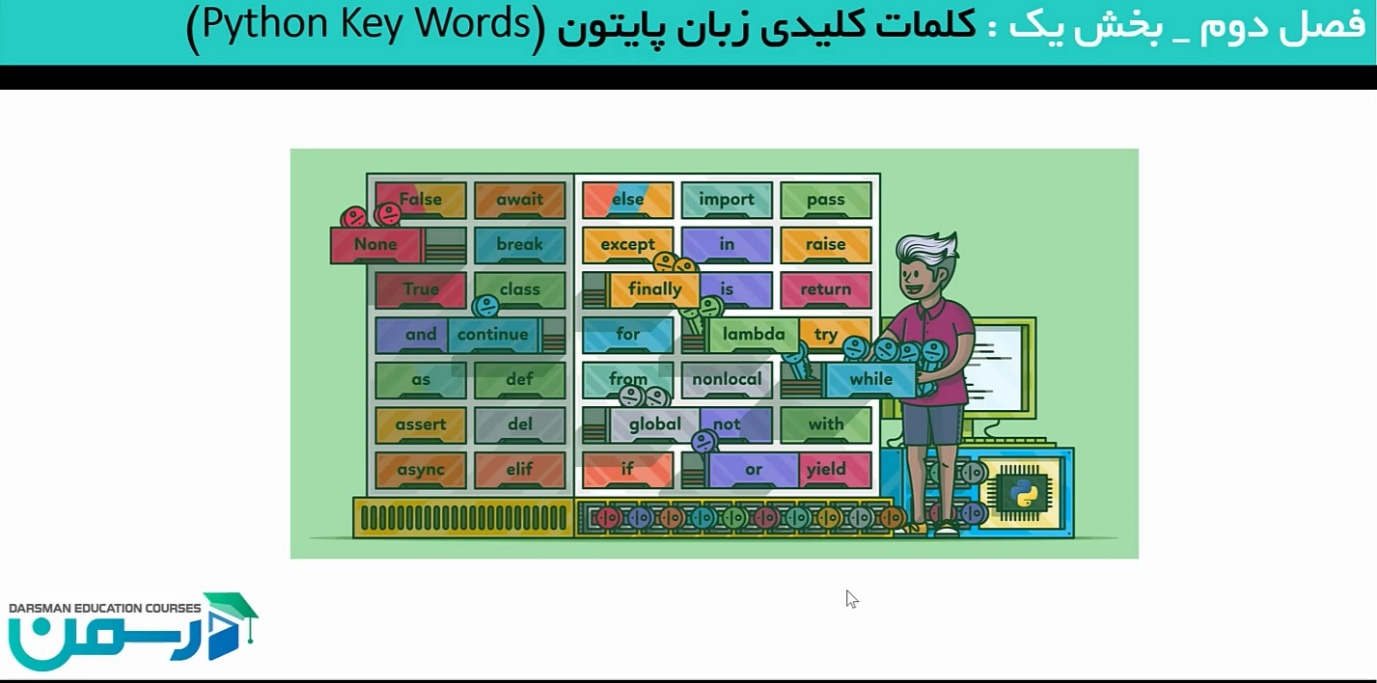 فصل دوم _ بخش یک : کلمات کلیدی زبان پایتون (Python Key Words)
False await else import pass
None break except in raise
True class finally is return
and continue for lambda try
as def from nonlocal while
assert del global not with
async elif if or yield
DARSMAN EDUCATION COURSES
درسمن